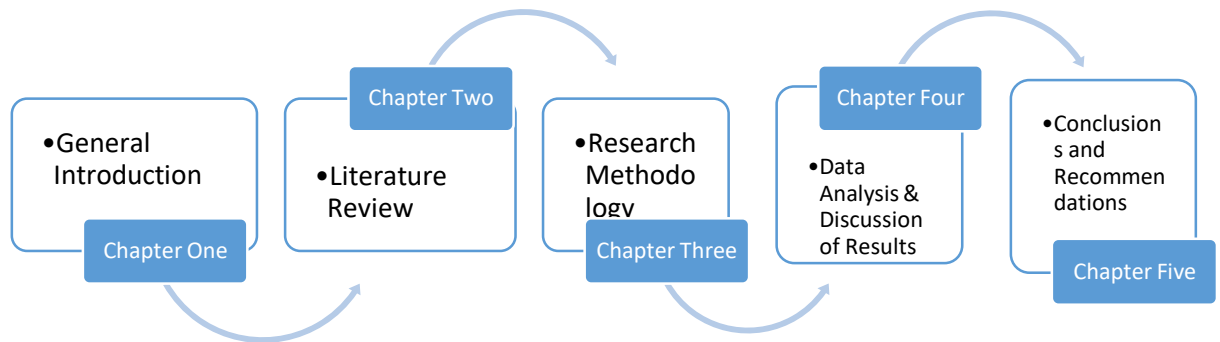 •General
Introduction
Chapter One
Chapter Two
•Literature
Review
•Research
Methodo
logy
Chapter Three
Chapter Four
•Data
Analysis &
Discussion
of Results
•Conclusion
s and
Recommen
dations
Chapter Five